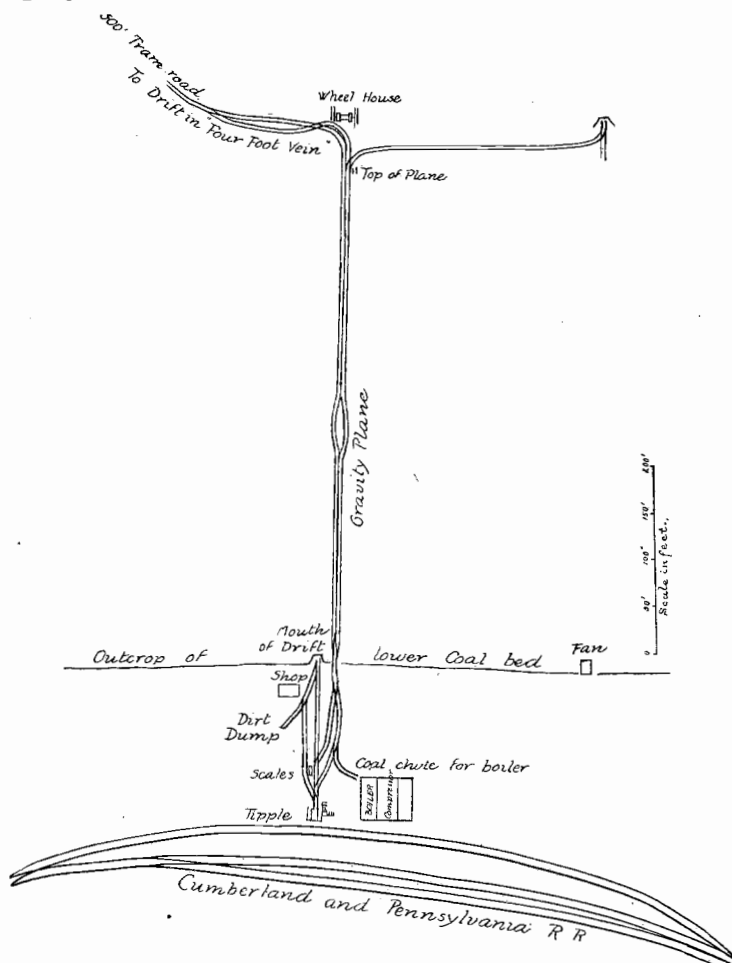 500' Tram road
To Drift in "Four Foot Vein"
Wheel House
Top of Plane
Gravity Plane
200'
150'
100'
50'
0
Scale in feet.
Mouth
of Drift
Outcrop of
lower Coal bed
Fan
Shop
Dirt
Dump
Coal chute for boiler
Scales
BOILER
Compressor
Tipple
Cumberland and Pennsylvania R R